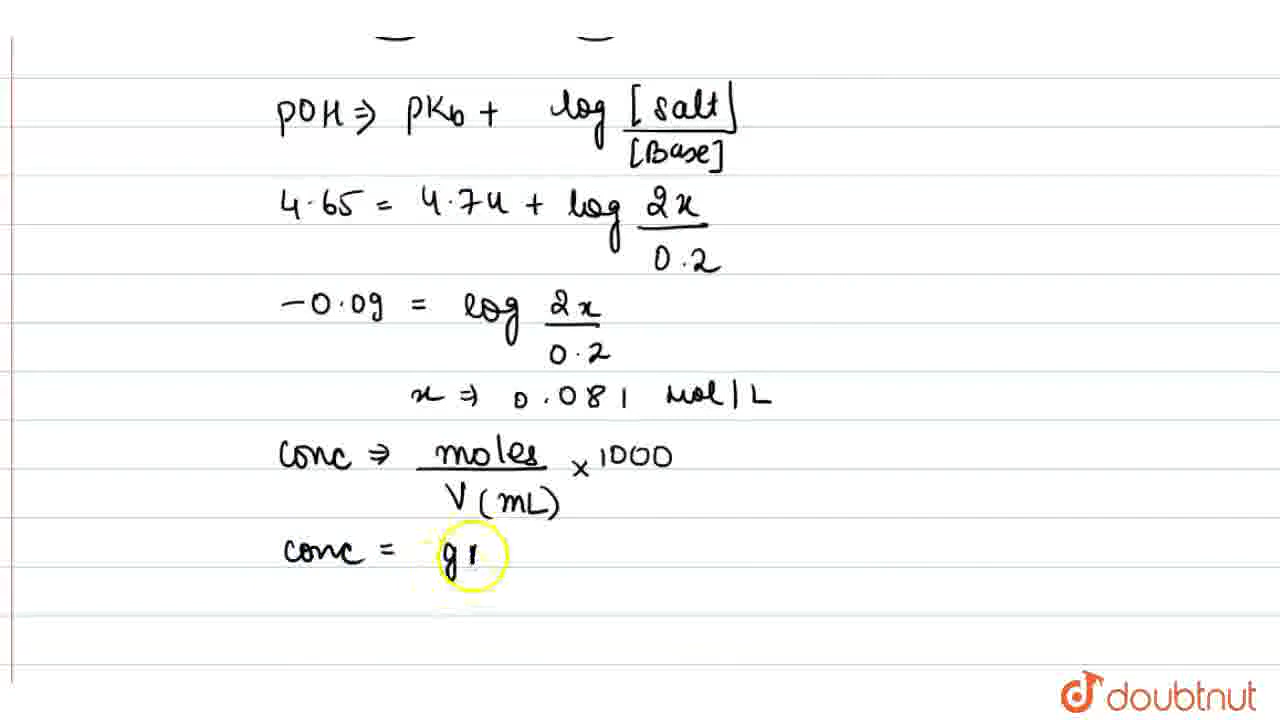 pOH ⇒ pKb + log [Salt]/[Base]
4.65 = 4.74 + log 2x/0.2
-0.09 = log 2x/0.2
x ⇒ 0.081 mol/L
conc ⇒ moles/V(mL) × 1000
conc = g
doubtnut